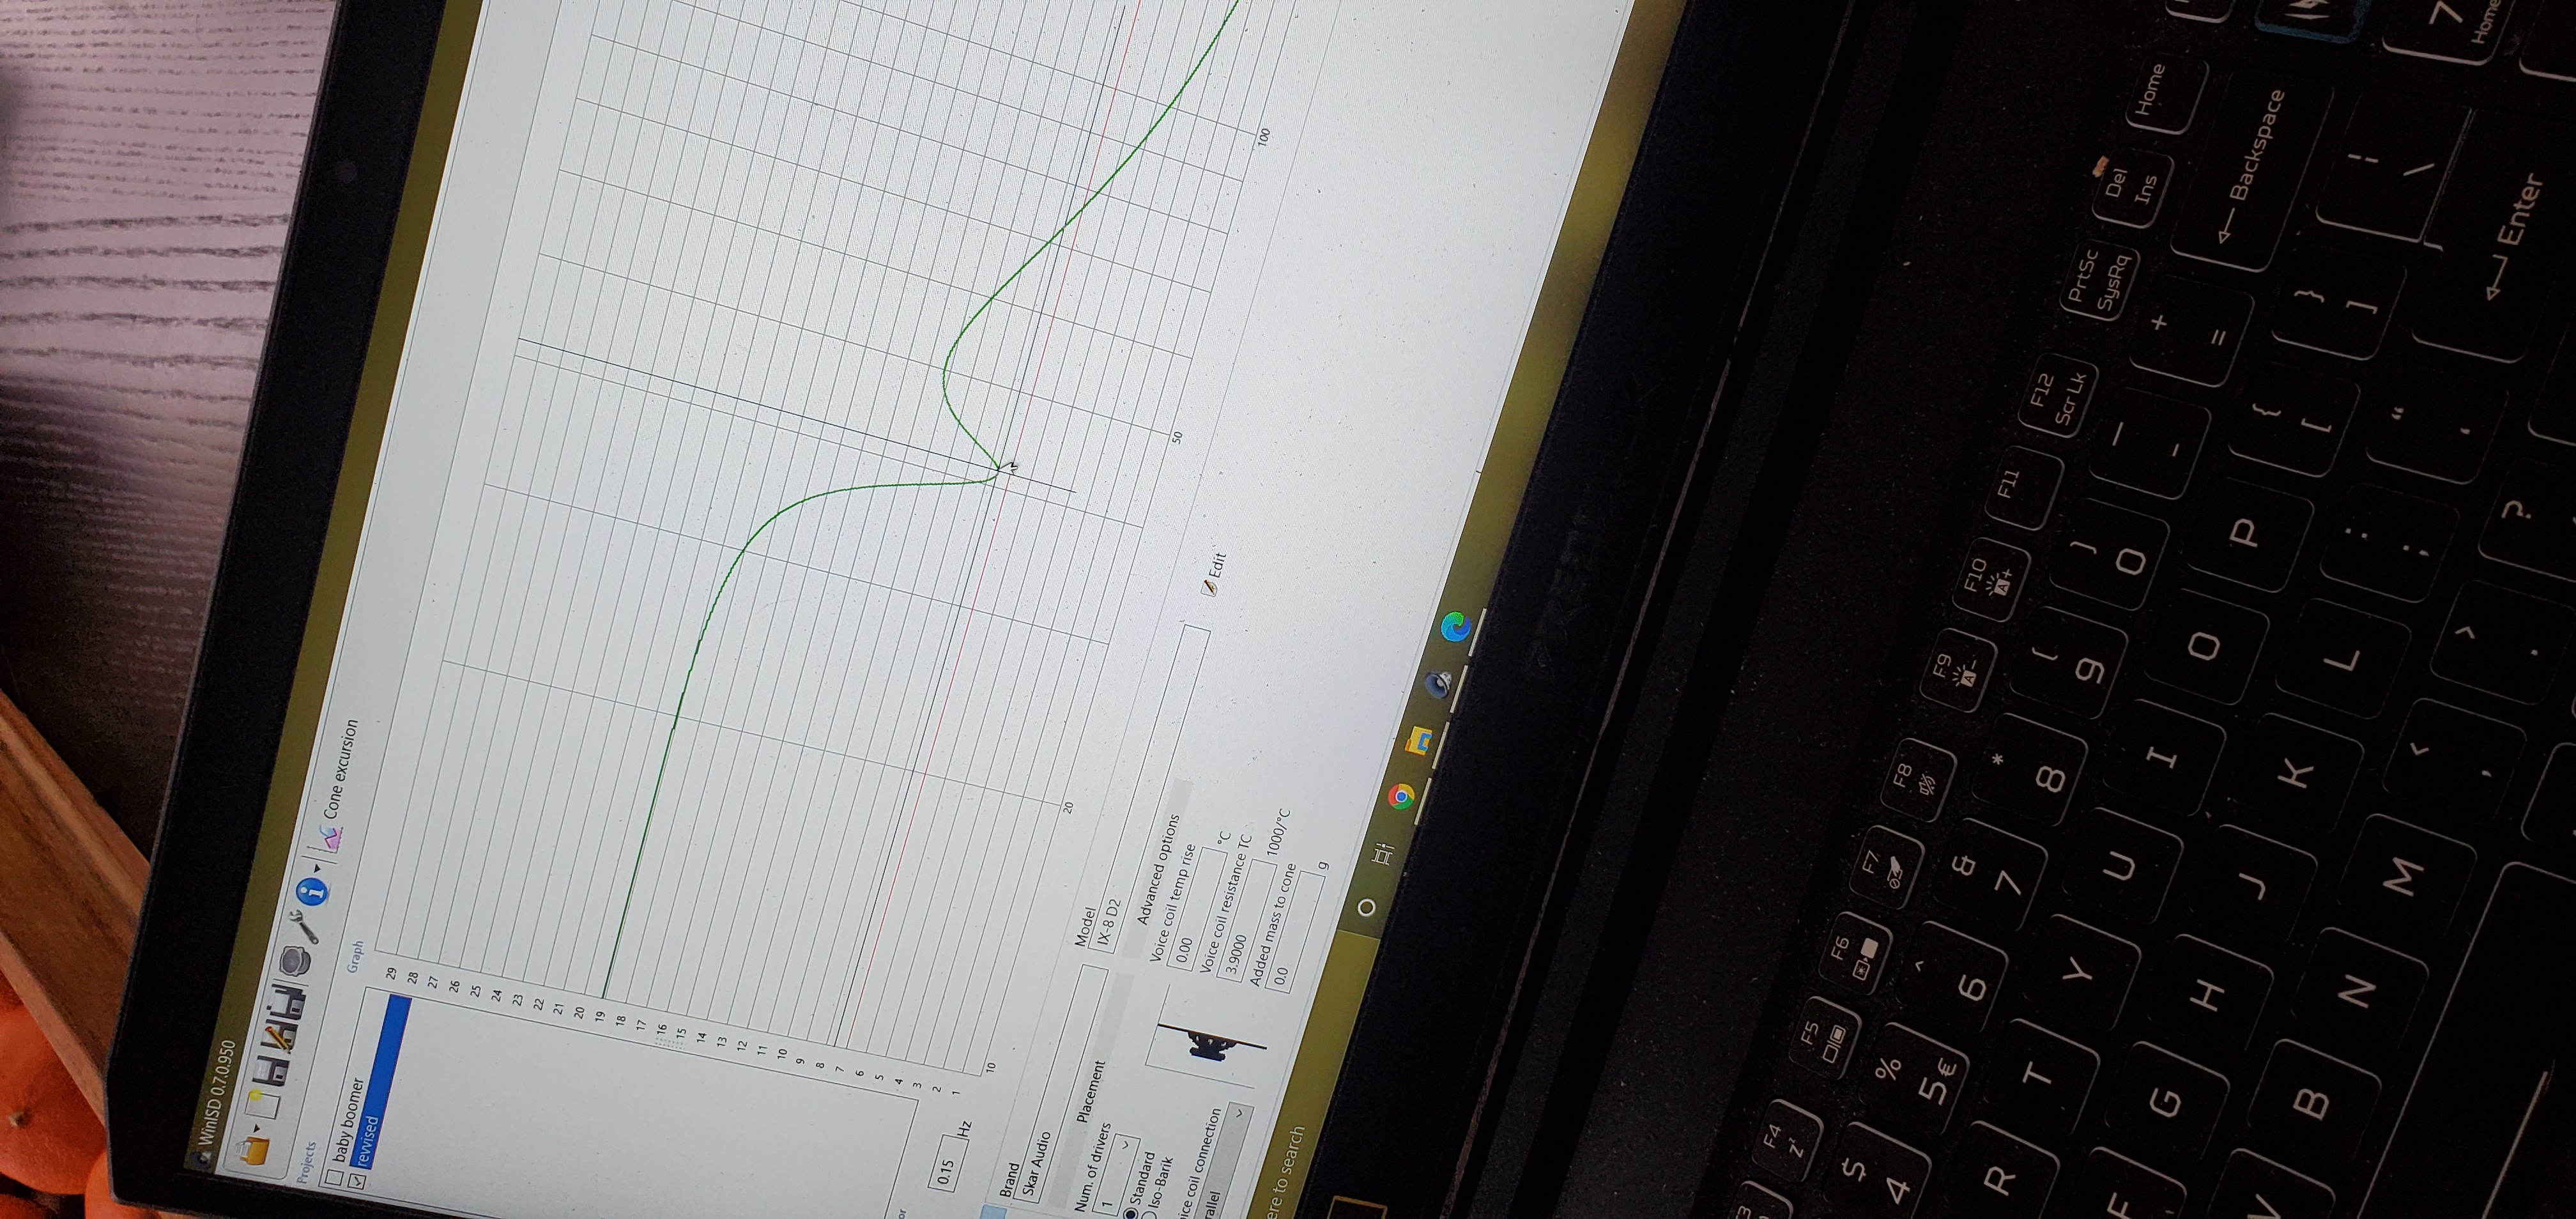 WinISD 0.7.0.950
Cone excursion
Projects
baby boomer
revvised
Graph
29
28
27
26
25
24
23
22
21
20
19
18
17
16
15
14
13
12
11
10
9
8
7
6
5
4
3
2
1
10
20
50
100
or
0.15
Hz
Brand
Skar Audio
Model
IX-8 D2
Edit
Placement
Num. of drivers
1
Standard
Iso-Barik
ice coil connection
rallel
Advanced options
Voice coil temp rise
0.00
°C
Voice coil resistance TC
3.9000
1000/°C
Added mass to cone
0.0
g
ere to search
F4
Zz
F5
F6
F7
F8
F9
A-
F10
A+
F11
F12
Scr Lk
PrtSc
SysRq
Del
Ins
Home
$
4
%
5€
^
6
&
7
*
8
(
9
)
0
_
-
+
=
Backspace
R
T
Y
U
I
O
P
{
[
}
]
¦
\
7
Home
F
G
H
J
K
L
:
;
“
‘
Enter
V
B
N
M
<
,
>
.
?